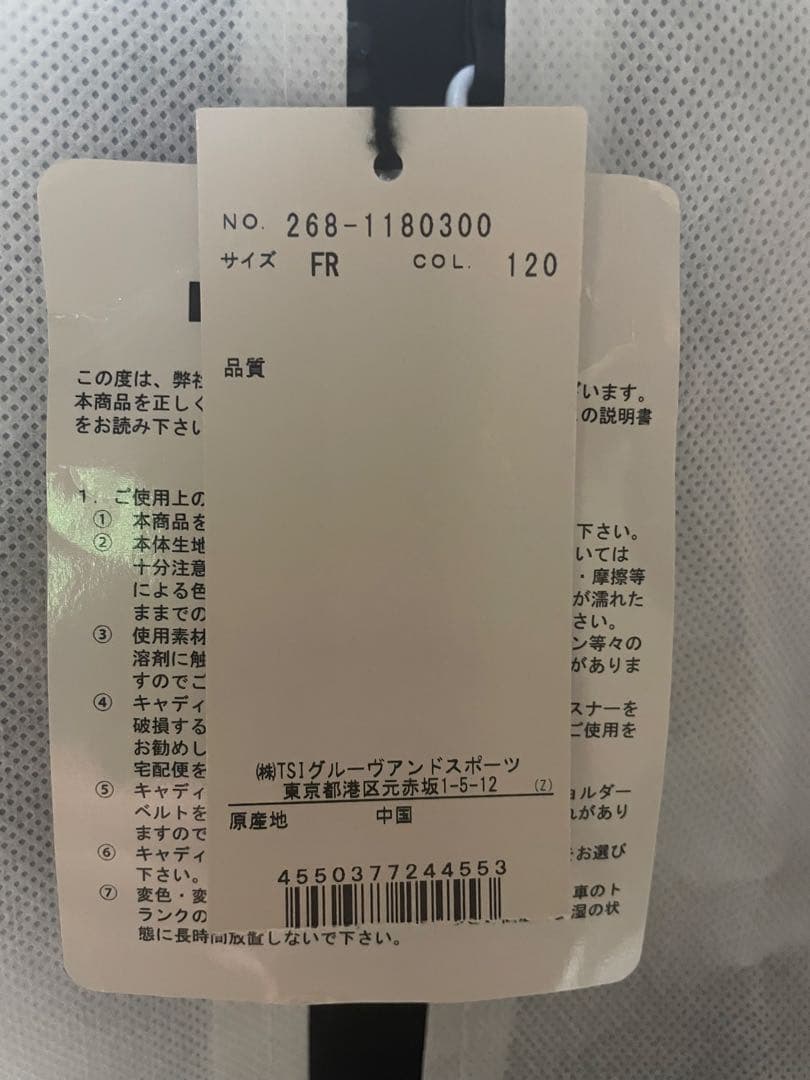 NO. 268-1180300
サイズ FR COL. 120
品質
㈱TSIグルーヴアンドスポーツ
東京都港区元赤坂1-5-12 (Z)
原産地 中国
4550377244553
この度は、弊社 ざいます。
本商品を正しく の説明書
をお読み下さい
1. ご使用上の
① 本商品を 下さい。
② 本体生地 いては
十分注意 ・摩擦等
による色 が濡れた
ままでの さい。
③ 使用素材 ン等々の
溶剤に触 がありま
すのでご
④ キャディ スナーを
破損する ご使用を
お勧めし
宅配便を
⑤ キャディ ョルダー
ベルトを れがあり
ますので
⑥ キャディ をお選び
下さい。
⑦ 変色・変 車のト
ランクの 湿の状
態に長時間放置しないで下さい。